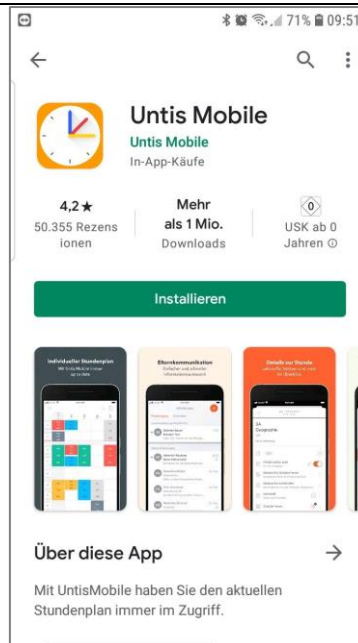 71% 09:51
Untis Mobile
Untis Mobile
In-App-Käufe
4,2★
50.355 Rezens
ionen
Mehr
als 1 Mio.
Downloads
0
USK ab 0
Jahren
Installieren
Individueller Stundenplan
Elternkommunikation
Details zur Stunde
Über diese App
Mit UntisMobile haben Sie den aktuellen
Stundenplan immer im Zugriff.